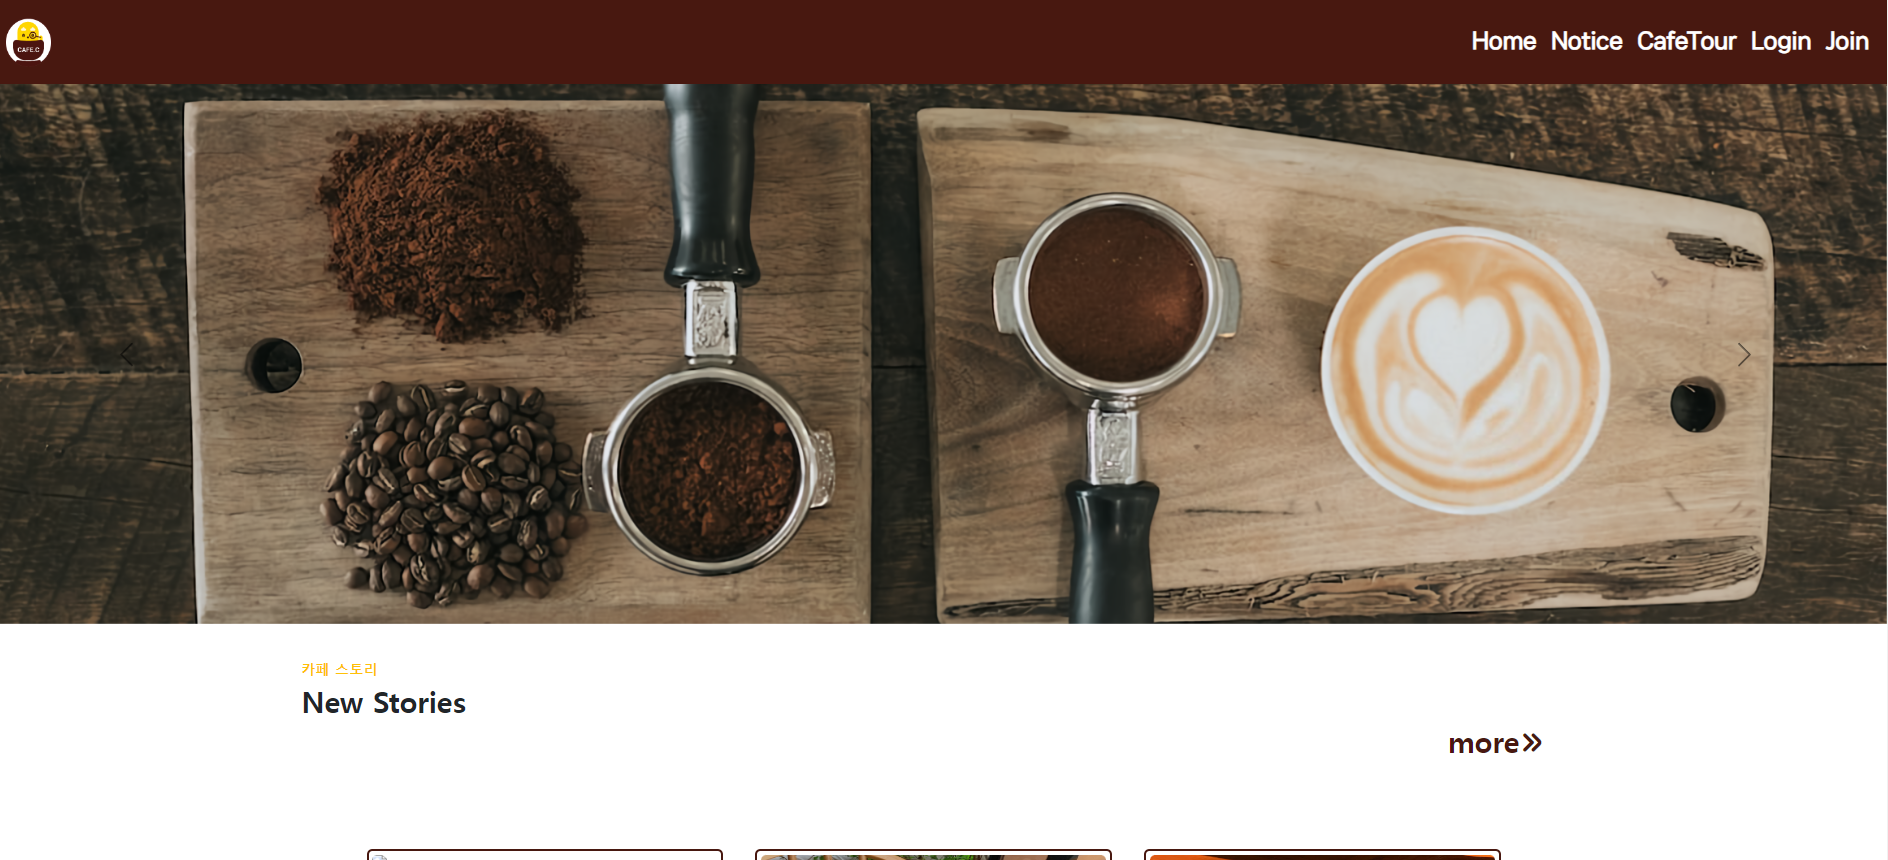 CAFE.C
Home Notice CafeTour Login Join
카페 스토리
New Stories
more»